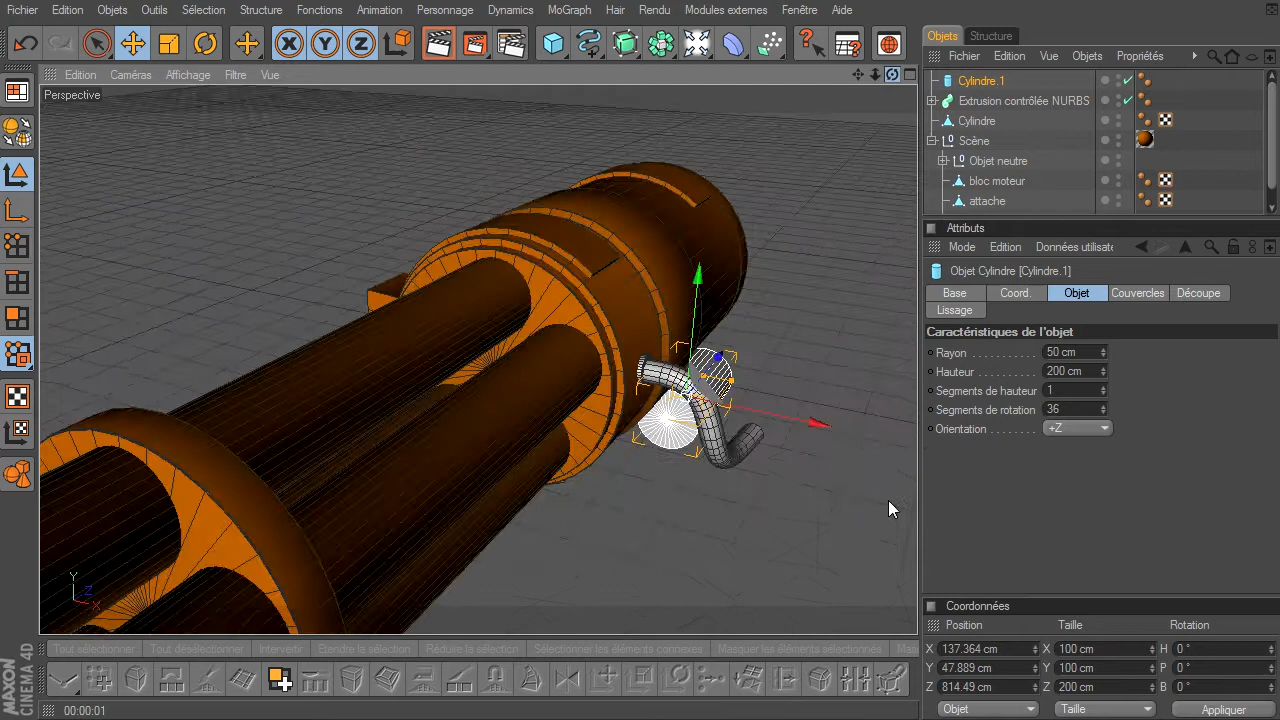 Fichier Edition Objets Outils Sélection Structure Fonctions Animation Personnage Dynamics MoGraph Hair Rendu Modules externes Fenêtre Aide
Objets Structure
Fichier Edition Vue Objets Propriétés
Edition Caméras Affichage Filtre Vue
Perspective
Cylindre.1
Extrusion contrôlée NURBS
Cylindre
Scène
Objet neutre
bloc moteur
attache
Attributs
Mode Edition Données utilisate
Objet Cylindre [Cylindre.1]
Base Coord. Objet Couvercles Découpe
Lissage
Caractéristiques de l'objet
Rayon 50 cm
Hauteur 200 cm
Segments de hauteur 1
Segments de rotation 36
Orientation +Z
Y
Z
X
Coordonnées
Position Taille Rotation
X 137.364 cm X 100 cm H 0 °
Y 47.889 cm Y 100 cm P 0 °
Z 814.49 cm Z 200 cm B 0 °
Objet Taille Appliquer
Tout sélectionner Tout désélectionner Intervertir Etendre la sélection Réduire la sélection Sélectionner les éléments connexes Masquer les éléments sélectionnés Mas
00:00:01
MAXON
CINEMA 4D